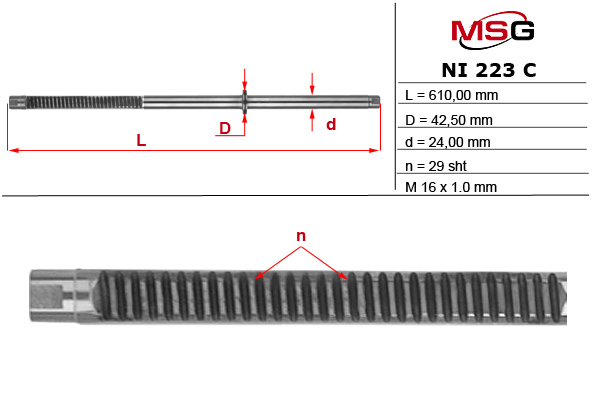 MSG
NI 223 C
L = 610,00 mm
D = 42,50 mm
d = 24,00 mm
n = 29 sht
M 16 x 1.0 mm
D
d
L
n